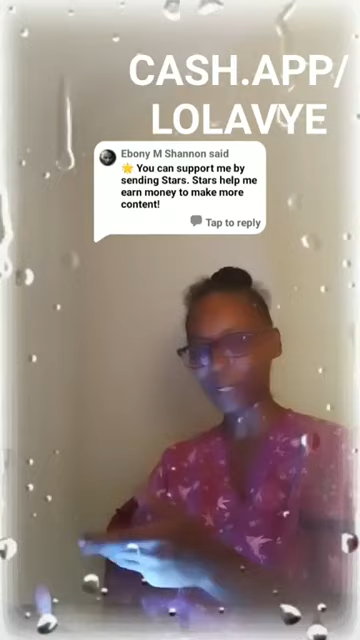 CASH.APP/
LOLAVYE
Ebony M Shannon said
⭐ You can support me by
sending Stars. Stars help me
earn money to make more
content!
Tap to reply